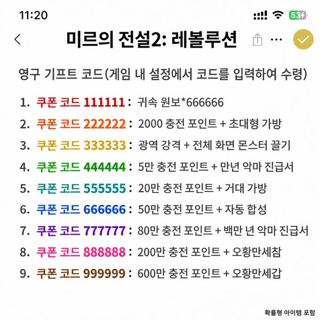 11:20
53
미르의 전설2: 레볼루션
영구 기프트 코드(게임 내 설정에서 코드를 입력하여 수령)
1. 쿠폰 코드 111111: 귀속 원보*666666
2. 쿠폰 코드 222222: 2000 충전 포인트 + 초대형 가방
3. 쿠폰 코드 333333: 광역 강격 + 전체 화면 몬스터 끌기
4. 쿠폰 코드 444444: 5만 충전 포인트 + 만년 악마 진급서
5. 쿠폰 코드 555555: 20만 충전 포인트 + 거대 가방
6. 쿠폰 코드 666666: 50만 충전 포인트 + 자동 합성
7. 쿠폰 코드 777777: 80만 충전 포인트 + 백만 년 악마 진급서
8. 쿠폰 코드 888888: 200만 충전 포인트 + 오황만세참
9. 쿠폰 코드 999999: 600만 충전 포인트 + 오황만세갑
확률형 아이템 포함